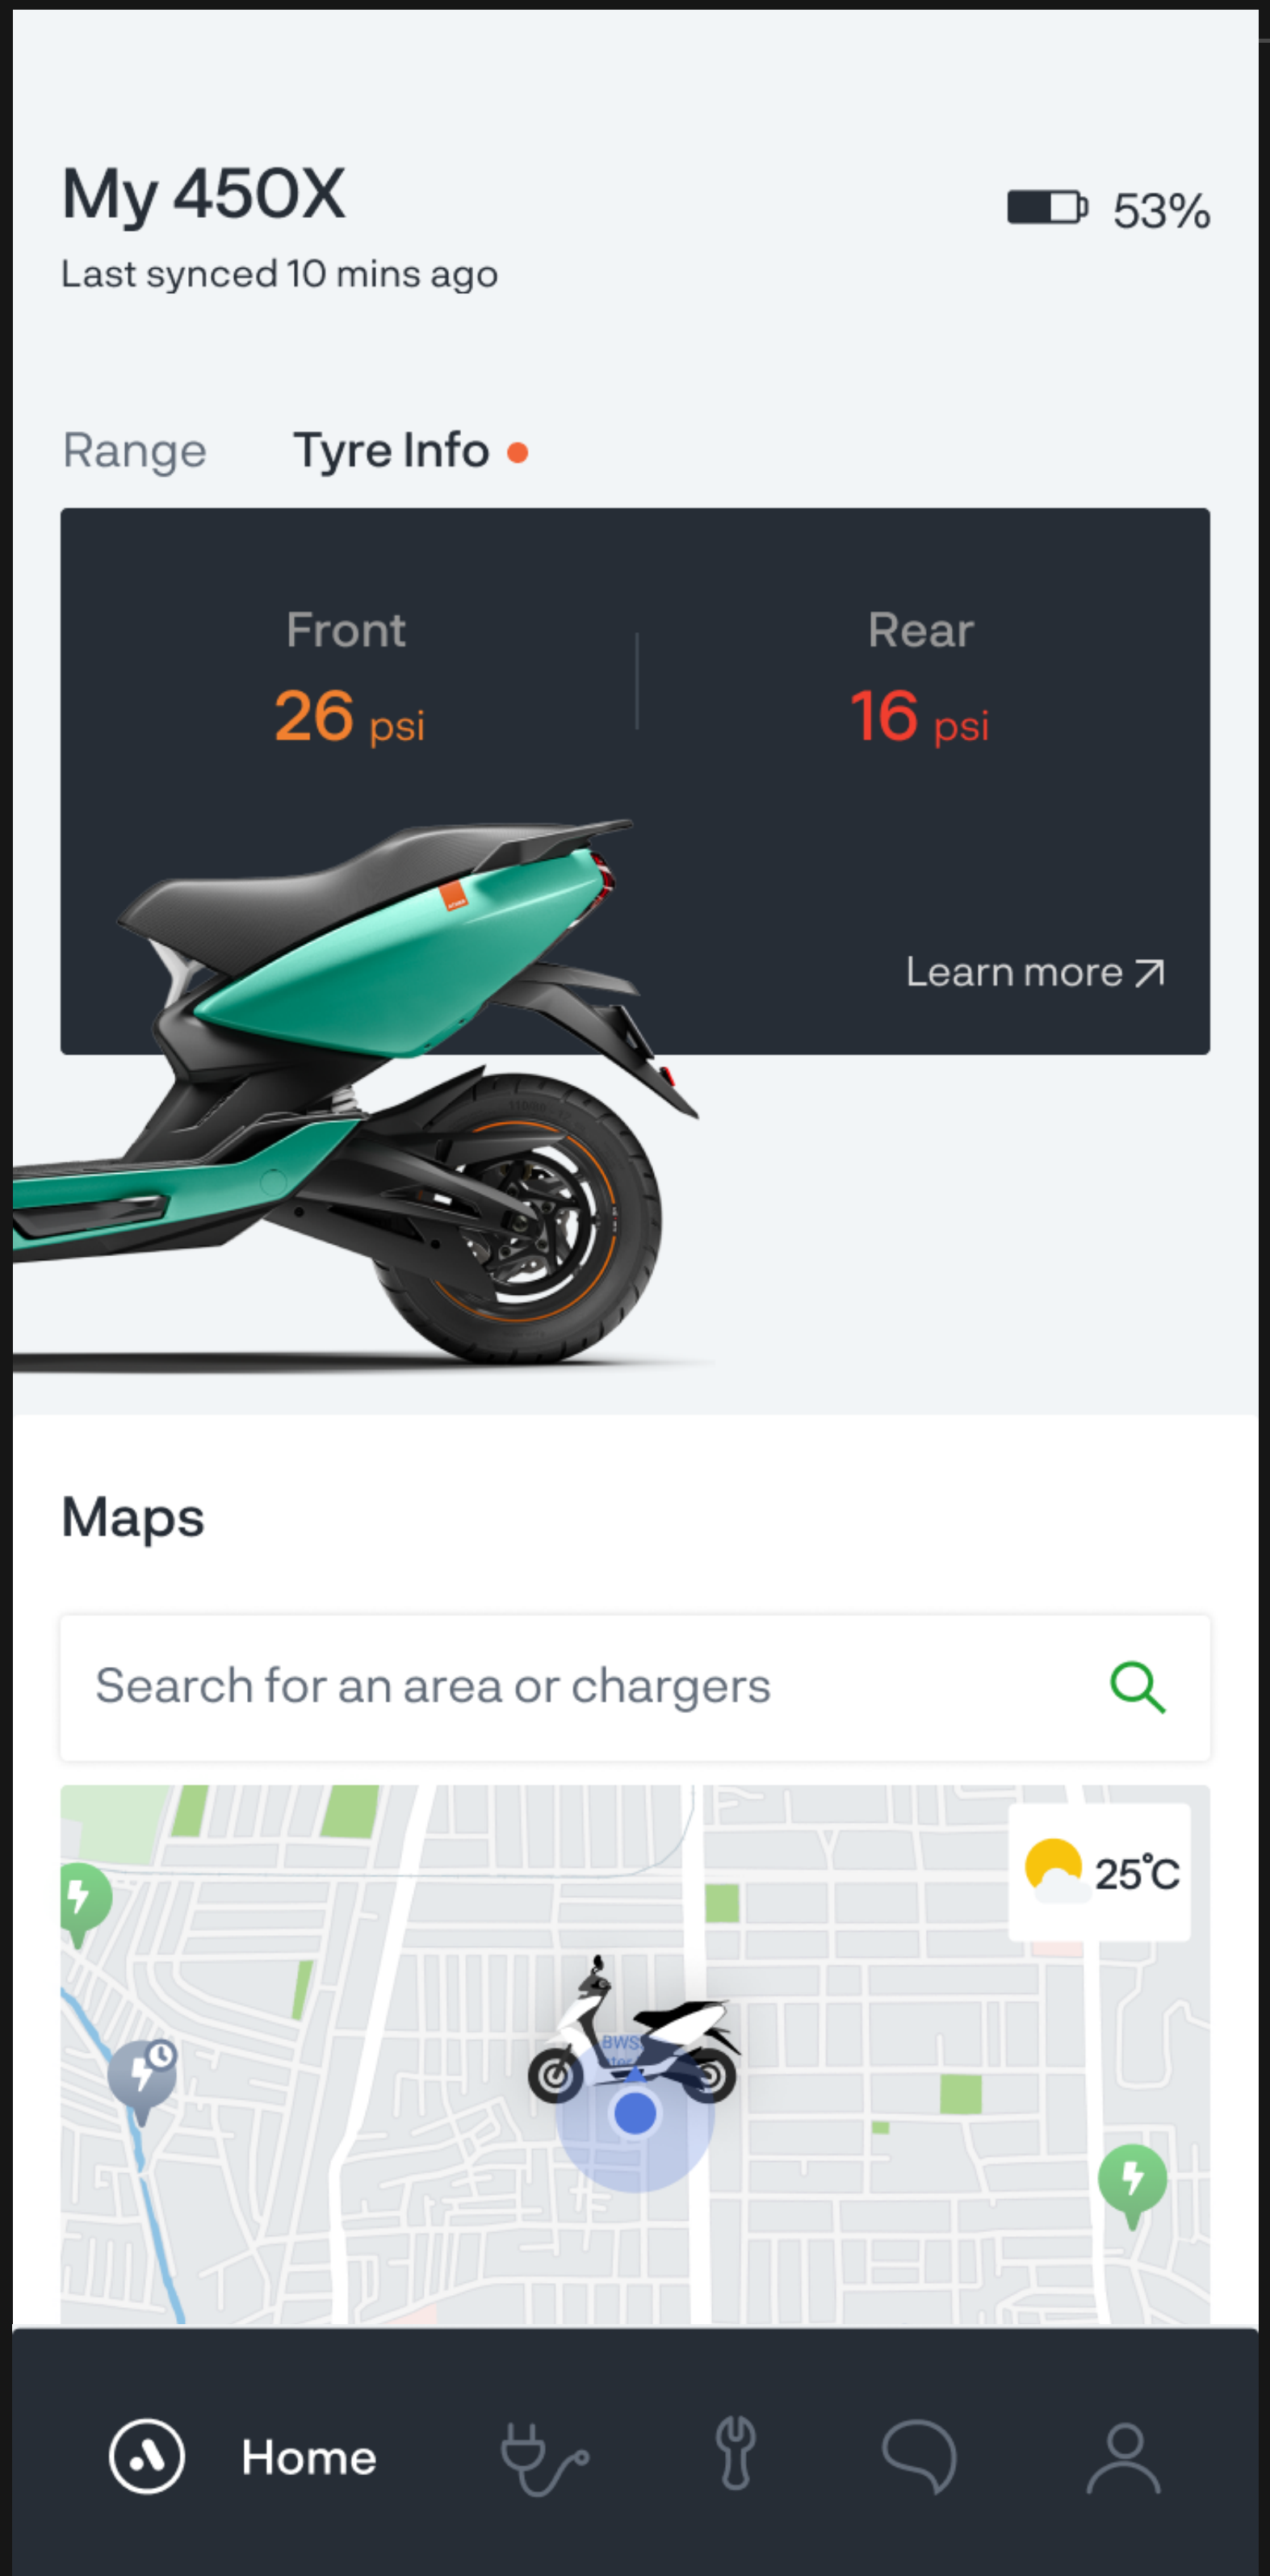 My 450X
53%
Last synced 10 mins ago
Range
Tyre Info
Front
Rear
26 psi
16 psi
Learn more
Maps
Search for an area or chargers
25°C
BWS
Home